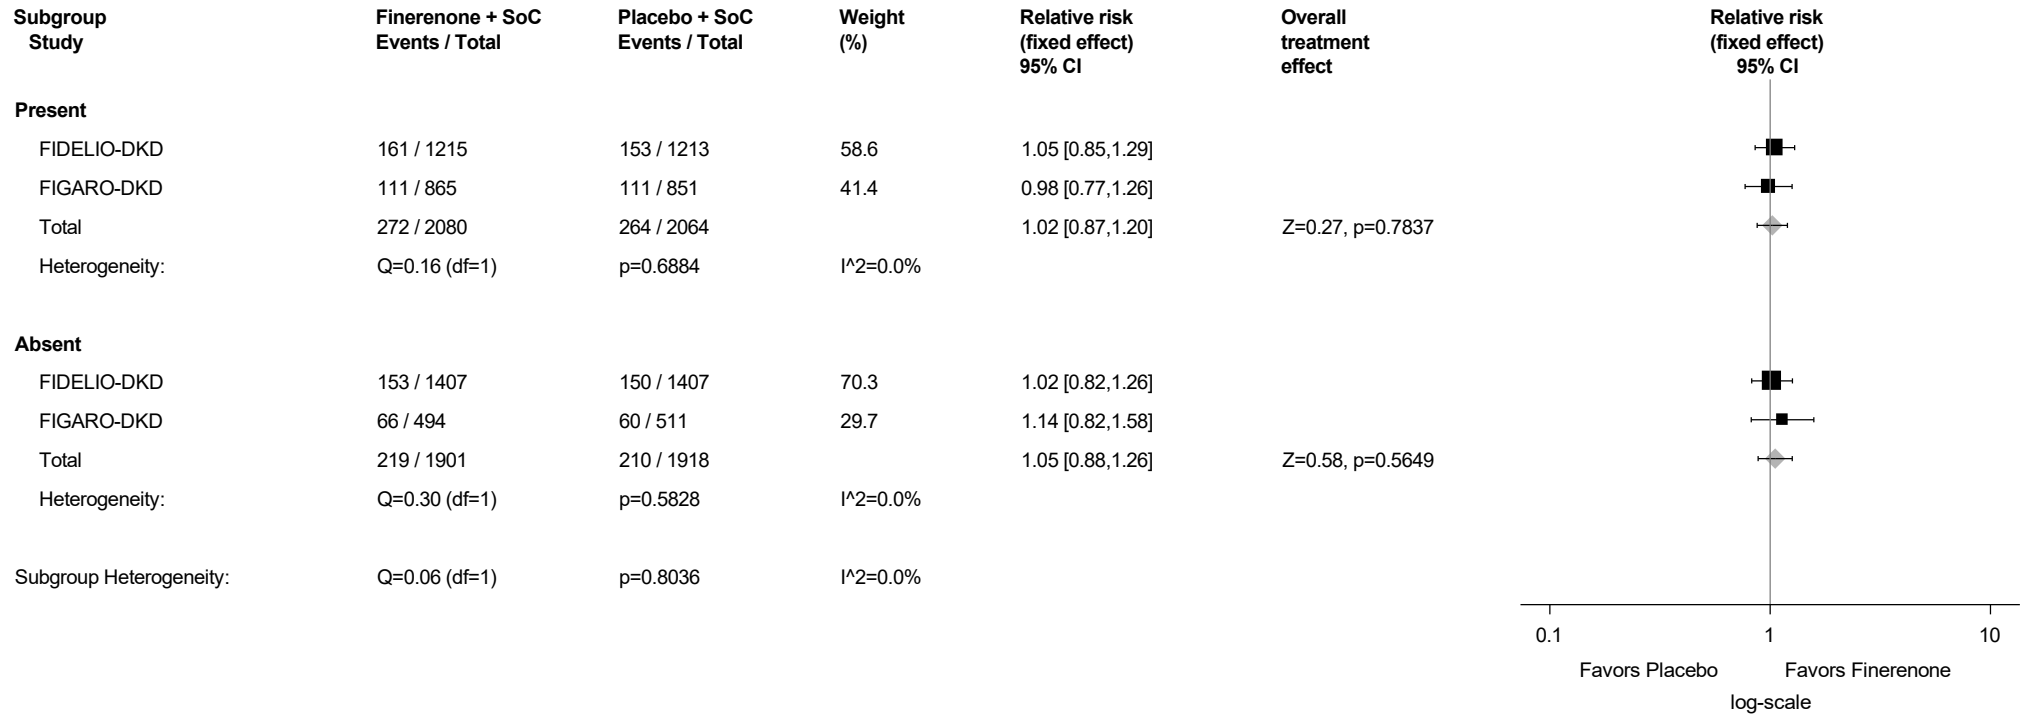 Subgroup Finerenone + SoC Placebo + SoC Weight Relative risk Overall Relative risk
Study Events / Total Events / Total (%) (fixed effect) treatment (fixed effect)
95% CI effect 95% CI
Present
FIDELIO-DKD 161 / 1215 153 / 1213 58.6 1.05 [0.85,1.29]
FIGARO-DKD 111 / 865 111 / 851 41.4 0.98 [0.77,1.26]
Total 272 / 2080 264 / 2064 1.02 [0.87,1.20] Z=0.27, p=0.7837
Heterogeneity: Q=0.16 (df=1) p=0.6884 I^2=0.0%
Absent
FIDELIO-DKD 153 / 1407 150 / 1407 70.3 1.02 [0.82,1.26]
FIGARO-DKD 66 / 494 60 / 511 29.7 1.14 [0.82,1.58]
Total 219 / 1901 210 / 1918 1.05 [0.88,1.26] Z=0.58, p=0.5649
Heterogeneity: Q=0.30 (df=1) p=0.5828 I^2=0.0%
Subgroup Heterogeneity: Q=0.06 (df=1) p=0.8036 I^2=0.0%
0.1 1 10
Favors Placebo Favors Finerenone
log-scale